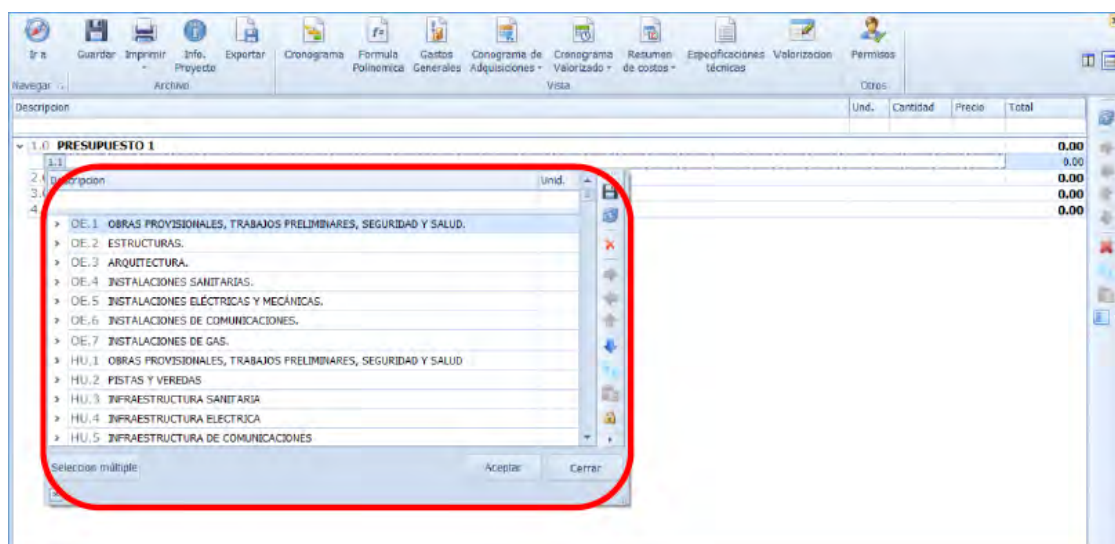 Ir a
Guardar Imprimir Info. Proyecto Exportar Cronograma Formula Polinomica Gastos Generales Conograma de Adquisiciones Cronograma Valorizado Resumen de costos Especificaciones técnicas Valorizacion Permisos
Navegar Archivo Vista Otros
Descripcion Und. Cantidad Precio Total
1.0 PRESUPUESTO 1 0.00
1.1 0.00
2. 0.00
3. 0.00
4. 0.00
Descripcion Unid.
OE.1 OBRAS PROVISIONALES, TRABAJOS PRELIMINARES, SEGURIDAD Y SALUD.
OE.2 ESTRUCTURAS.
OE.3 ARQUITECTURA.
OE.4 INSTALACIONES SANITARIAS.
OE.5 INSTALACIONES ELÉCTRICAS Y MECÁNICAS.
OE.6 INSTALACIONES DE COMUNICACIONES.
OE.7 INSTALACIONES DE GAS.
HU.1 OBRAS PROVISIONALES, TRABAJOS PRELIMINARES, SEGURIDAD Y SALUD
HU.2 PISTAS Y VEREDAS
HU.3 INFRAESTRUCTURA SANITARIA
HU.4 INFRAESTRUCTURA ELECTRICA
HU.5 INFRAESTRUCTURA DE COMUNICACIONES
Seleccion múltiple Aceptar Cerrar